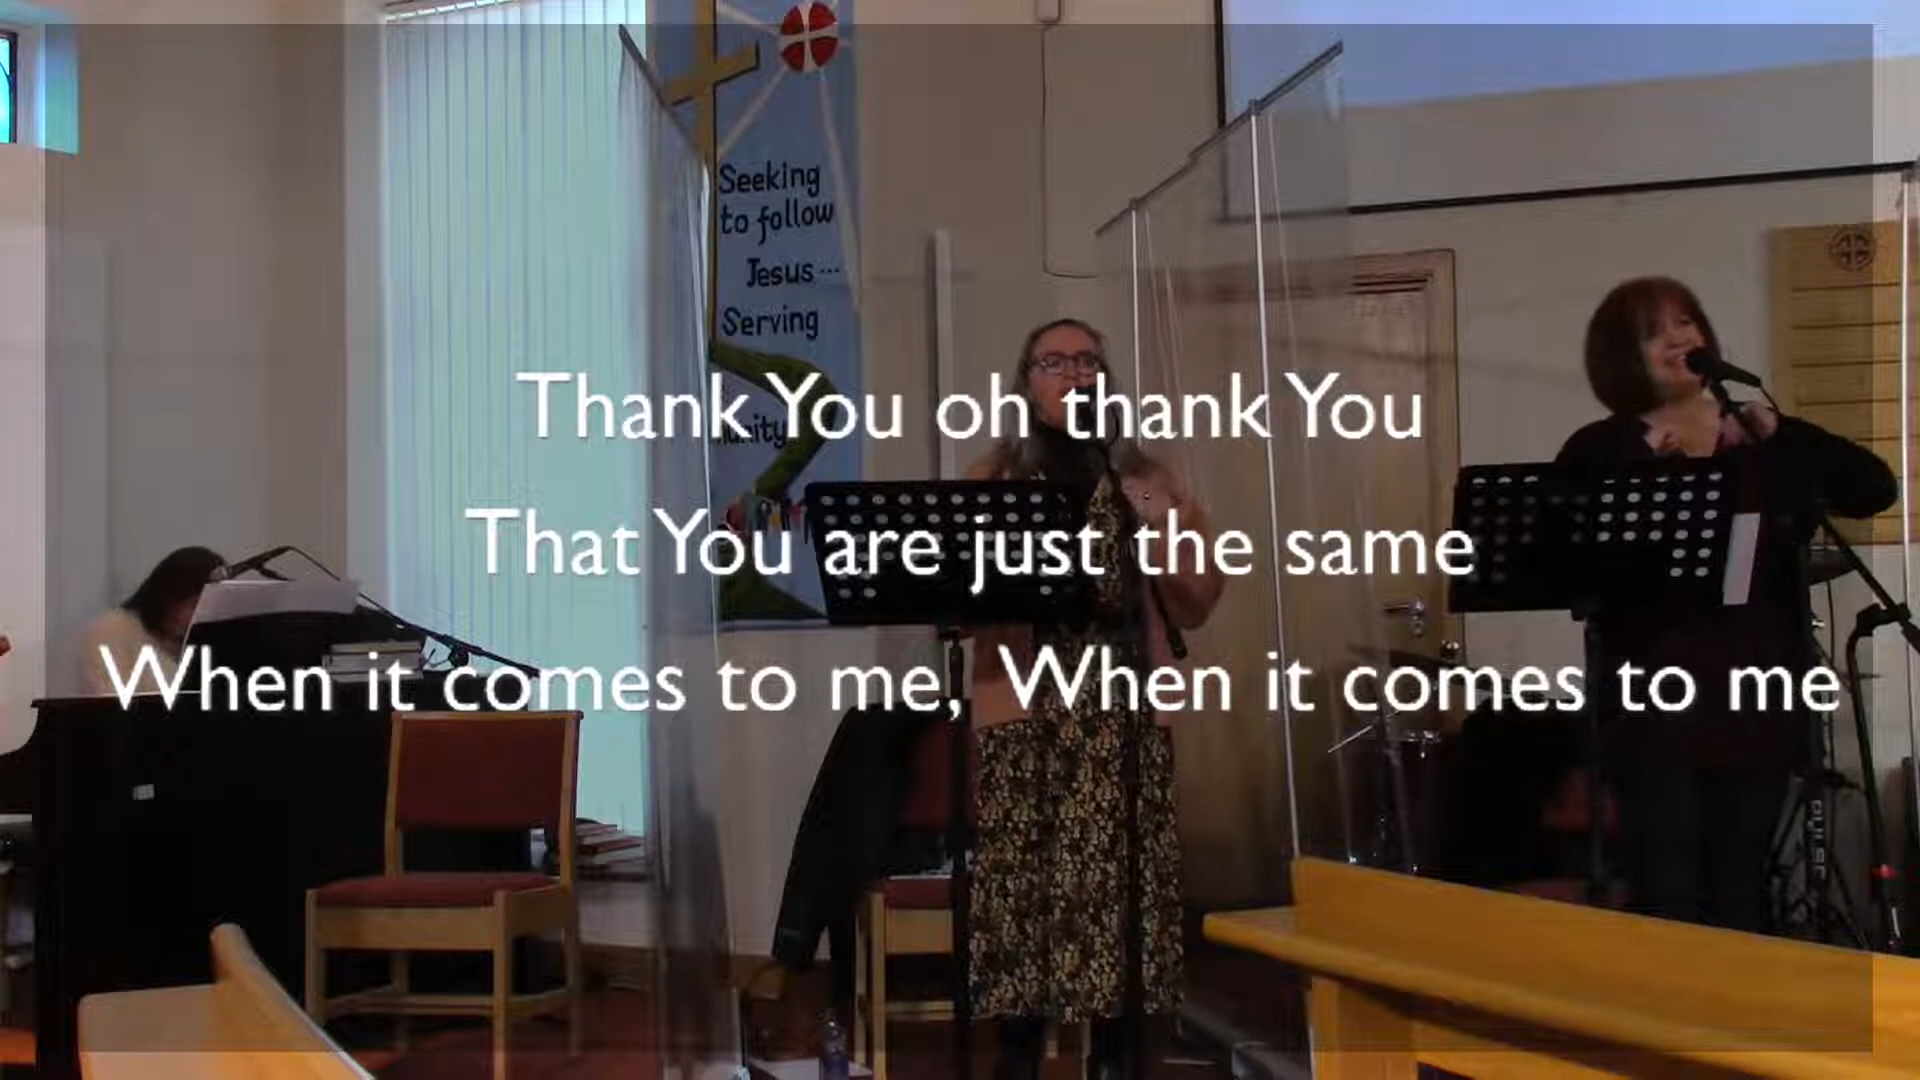 Seeking
to follow
Jesus...
Serving
Thank You oh thank You
That You are just the same
When it comes to me, When it comes to me
PULSE